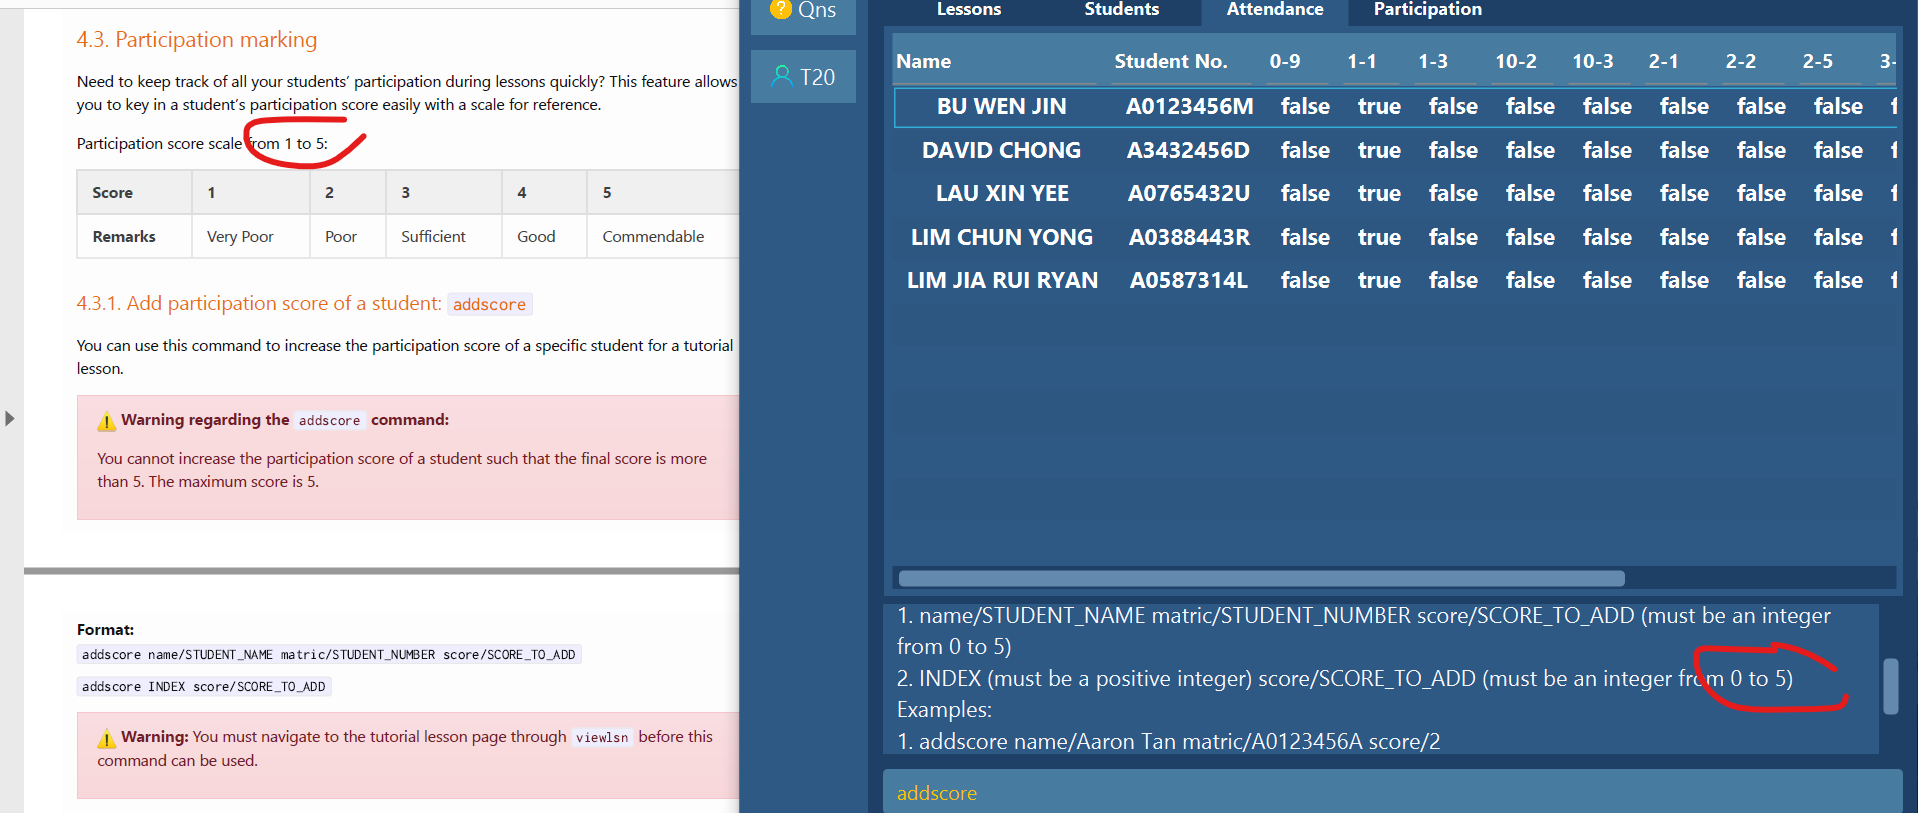 4.3. Participation marking
Need to keep track of all your students’ participation during lessons quickly? This feature allows
you to key in a student’s participation score easily with a scale for reference.
Participation score scale from 1 to 5:
Score 1 2 3 4 5
Remarks Very Poor Poor Sufficient Good Commendable
4.3.1. Add participation score of a student: addscore
You can use this command to increase the participation score of a specific student for a tutorial
lesson.
Warning regarding the addscore command:
You cannot increase the participation score of a student such that the final score is more
than 5. The maximum score is 5.
Format:
addscore name/STUDENT_NAME matric/STUDENT_NUMBER score/SCORE_TO_ADD
addscore INDEX score/SCORE_TO_ADD
Warning: You must navigate to the tutorial lesson page through viewlsn before this
command can be used.
? Qns
T20
Lessons Students Attendance Participation
Name Student No. 0-9 1-1 1-3 10-2 10-3 2-1 2-2 2-5 3-
BU WEN JIN A0123456M false true false false false false false false f
DAVID CHONG A3432456D false true false false false false false false f
LAU XIN YEE A0765432U false true false false false false false false f
LIM CHUN YONG A0388443R false true false false false false false false f
LIM JIA RUI RYAN A0587314L false true false false false false false false f
1. name/STUDENT_NAME matric/STUDENT_NUMBER score/SCORE_TO_ADD (must be an integer
from 0 to 5)
2. INDEX (must be a positive integer) score/SCORE_TO_ADD (must be an integer from 0 to 5)
Examples:
1. addscore name/Aaron Tan matric/A0123456A score/2
addscore